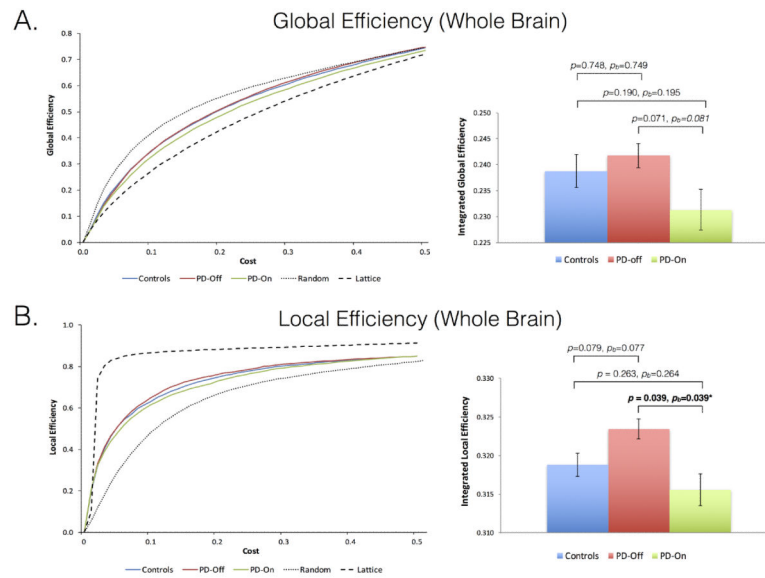 A.
Global Efficiency (Whole Brain)
Global Efficiency
0.8
0.7
0.6
0.5
0.4
0.3
0.2
0.1
0.0
0 0.1 0.2 0.3 0.4 0.5
Cost
Controls PD-Off PD-On Random Lattice
p=0.748, pb=0.749
p=0.190, pb=0.195
p=0.071, pb=0.081
Integrated Global Efficiency
0.250
0.245
0.240
0.235
0.230
0.225
Controls PD-off PD-On
B.
Local Efficiency (Whole Brain)
Local Efficiency
1.0
0.8
0.6
0.4
0.2
0.0
0 0.1 0.2 0.3 0.4 0.5
Cost
Controls PD-Off PD-On Random Lattice
p=0.079, pb=0.077
p = 0.263, pb=0.264
p = 0.039, pb=0.039*
Integrated Local Efficiency
0.330
0.325
0.320
0.315
0.310
Controls PD-Off PD-On